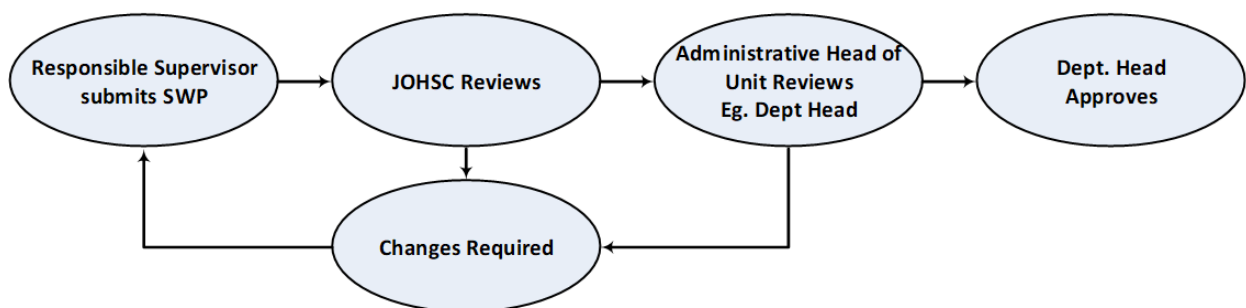 Responsible Supervisor
submits SWP
JOHSC Reviews
Administrative Head of
Unit Reviews
Eg. Dept Head
Dept. Head
Approves
Changes Required